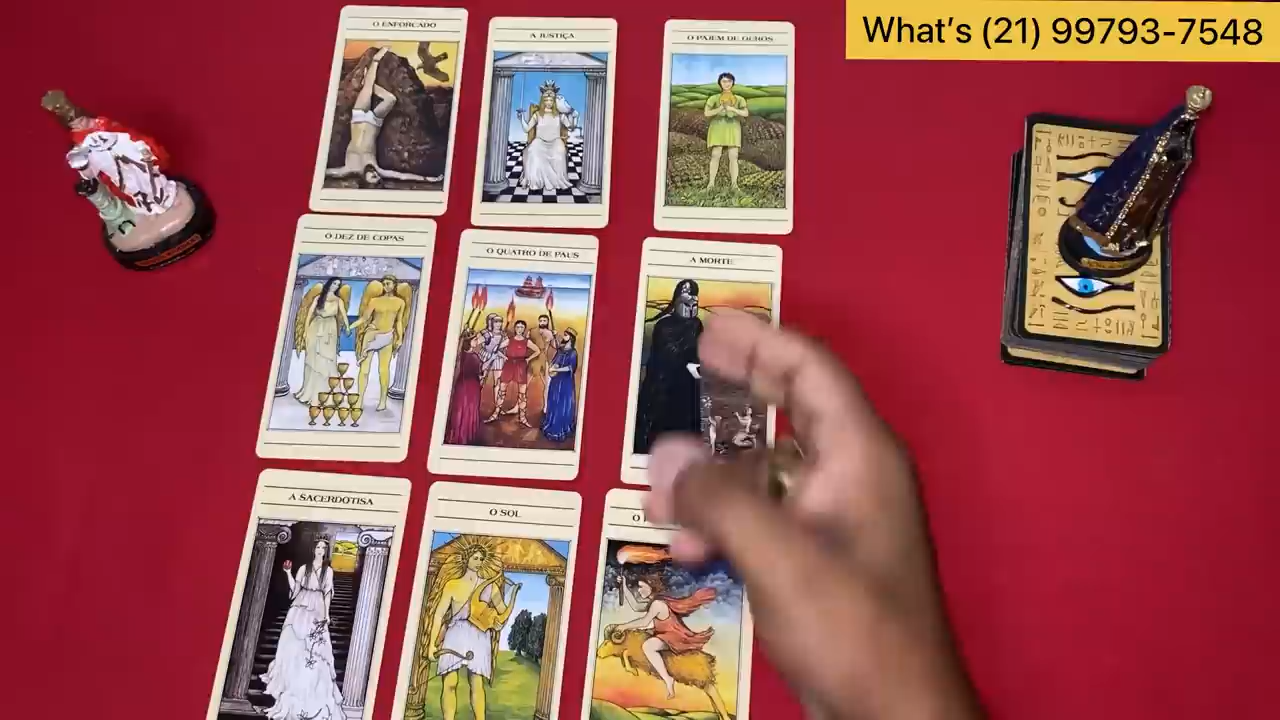 What's (21) 99793-7548
O ENFORCADO
A JUSTIÇA
O PAJEM DE OUROS
O DEZ DE COPAS
O QUATRO DE PAUS
A MORTE
A SACERDOTISA
O SOL
O